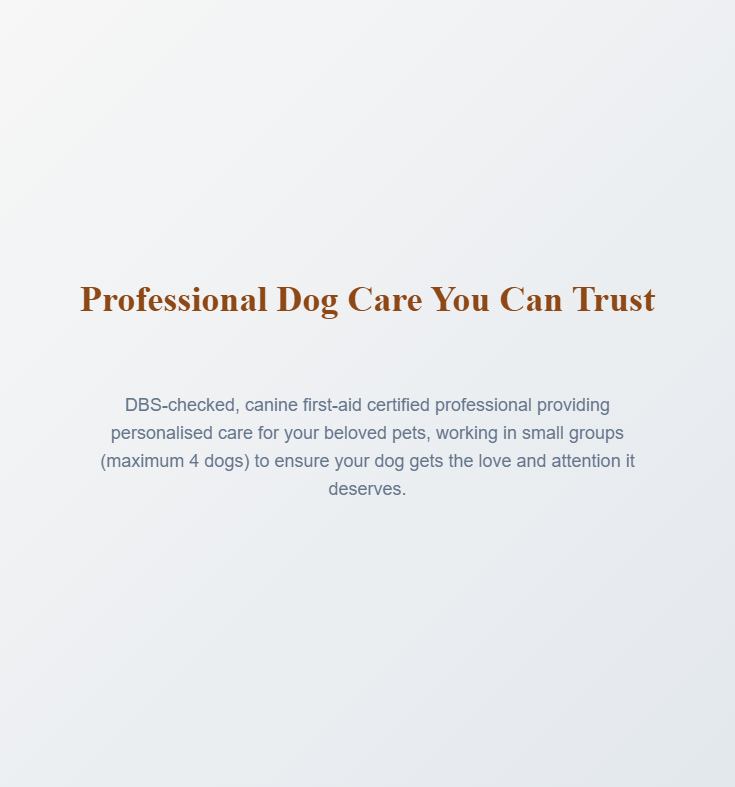 Professional Dog Care You Can Trust
DBS-checked, canine first-aid certified professional providing
personalised care for your beloved pets, working in small groups
(maximum 4 dogs) to ensure your dog gets the love and attention it
deserves.